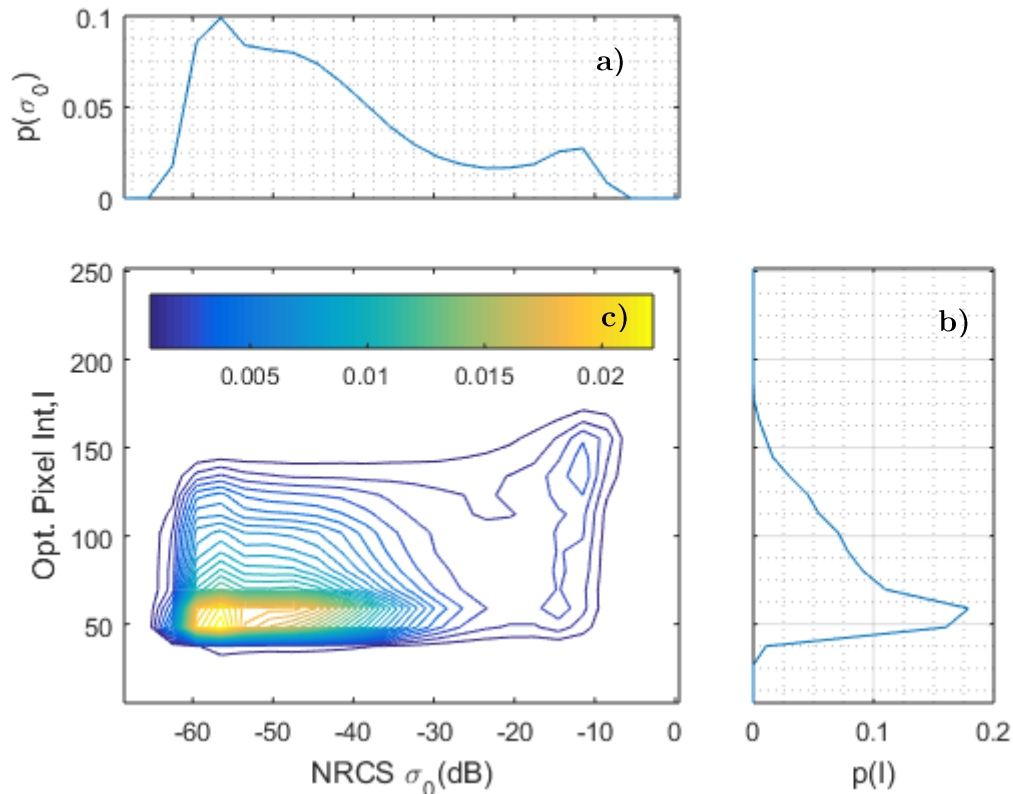 0.1
0.05
0
p(σ0)
a)
250
200
150
100
50
Opt. Pixel Int,I
c)
0.005 0.01 0.015 0.02
b)
-60 -50 -40 -30 -20 -10 0
NRCS σ0(dB)
0 0.1 0.2
p(I)